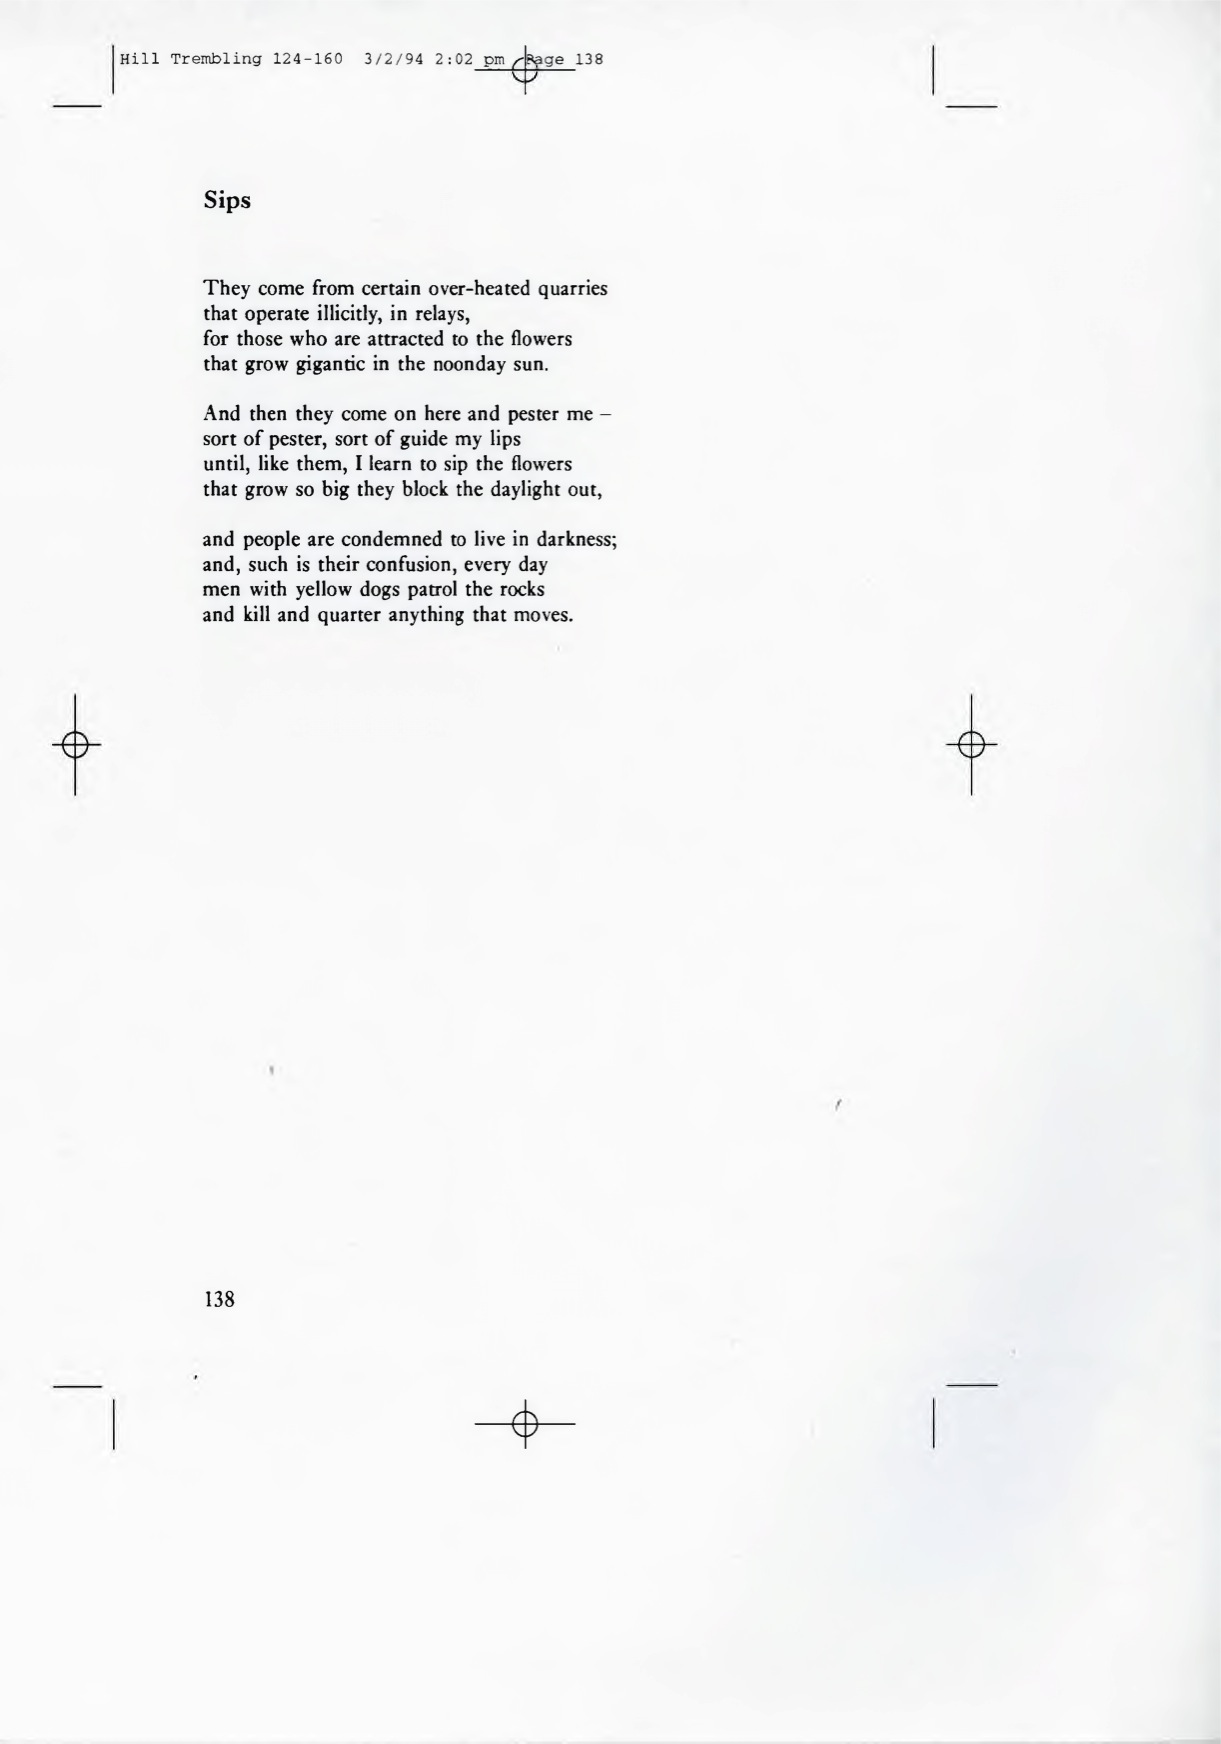 Hill Trembling 124-160 3/2/94 2:02 pm Page 138
Sips
They come from certain over-heated quarries
that operate illicitly, in relays,
for those who are attracted to the flowers
that grow gigantic in the noonday sun.
And then they come on here and pester me –
sort of pester, sort of guide my lips
until, like them, I learn to sip the flowers
that grow so big they block the daylight out,
and people are condemned to live in darkness;
and, such is their confusion, every day
men with yellow dogs patrol the rocks
and kill and quarter anything that moves.
138